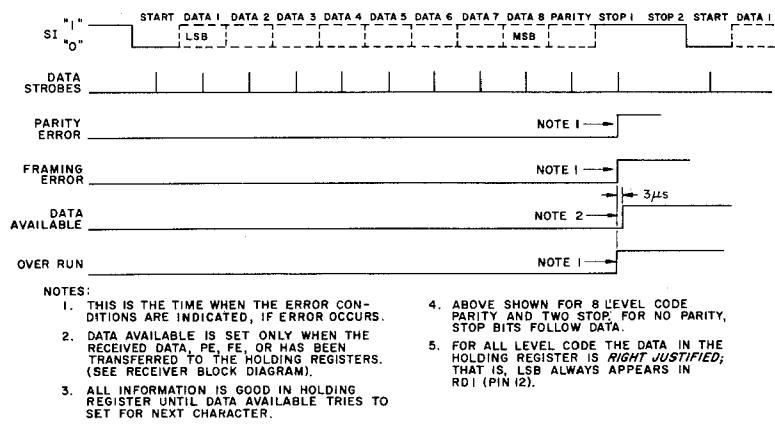 START DATA 1 DATA 2 DATA 3 DATA 4 DATA 5 DATA 6 DATA 7 DATA 8 PARITY STOP 1 STOP 2 START DATA 1
SI "1"
"0"
LSB MSB
DATA
STROBES
PARITY
ERROR
NOTE 1
FRAMING
ERROR
NOTE 1
3μs
DATA
AVAILABLE
NOTE 2
OVER RUN
NOTE 1
NOTES:
1. THIS IS THE TIME WHEN THE ERROR CON-
DITIONS ARE INDICATED, IF ERROR OCCURS.
2. DATA AVAILABLE IS SET ONLY WHEN THE
RECEIVED DATA, PE, FE, OR HAS BEEN
TRANSFERRED TO THE HOLDING REGISTERS.
(SEE RECEIVER BLOCK DIAGRAM).
3. ALL INFORMATION IS GOOD IN HOLDING
REGISTER UNTIL DATA AVAILABLE TRIES TO
SET FOR NEXT CHARACTER.
4. ABOVE SHOWN FOR 8 LEVEL CODE
PARITY AND TWO STOP. FOR NO PARITY,
STOP BITS FOLLOW DATA.
5. FOR ALL LEVEL CODE THE DATA IN THE
HOLDING REGISTER IS RIGHT JUSTIFIED;
THAT IS, LSB ALWAYS APPEARS IN
RD1 (PIN 12).